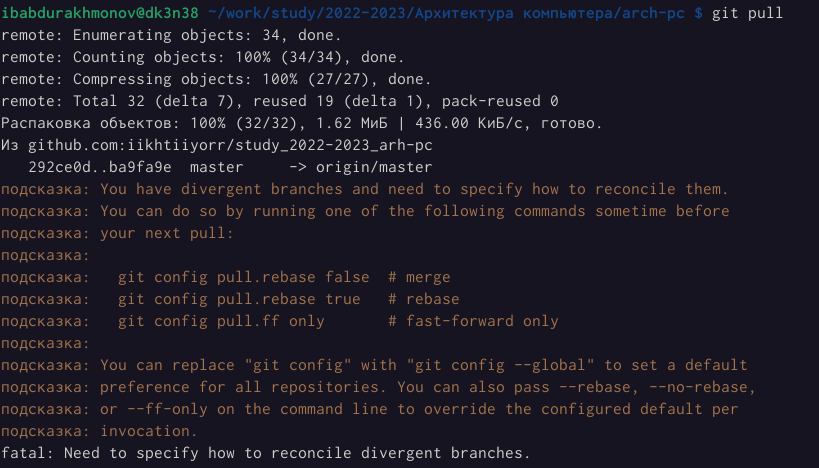 ibabdurakhmonov@dk3n38 ~/work/study/2022-2023/Архитектура компьютера/arch-pc $ git pull
remote: Enumerating objects: 34, done.
remote: Counting objects: 100% (34/34), done.
remote: Compressing objects: 100% (27/27), done.
remote: Total 32 (delta 7), reused 19 (delta 1), pack-reused 0
Распаковка объектов: 100% (32/32), 1.62 МиБ | 436.00 КиБ/с, готово.
Из github.com:iikhtiiyorr/study_2022-2023_arh-pc
   292ce0d..ba9fa9e  master     -> origin/master
подсказка: You have divergent branches and need to specify how to reconcile them.
подсказка: You can do so by running one of the following commands sometime before
подсказка: your next pull:
подсказка:
подсказка:   git config pull.rebase false  # merge
подсказка:   git config pull.rebase true   # rebase
подсказка:   git config pull.ff only       # fast-forward only
подсказка:
подсказка: You can replace "git config" with "git config --global" to set a default
подсказка: preference for all repositories. You can also pass --rebase, --no-rebase,
подсказка: or --ff-only on the command line to override the configured default per
подсказка: invocation.
fatal: Need to specify how to reconcile divergent branches.